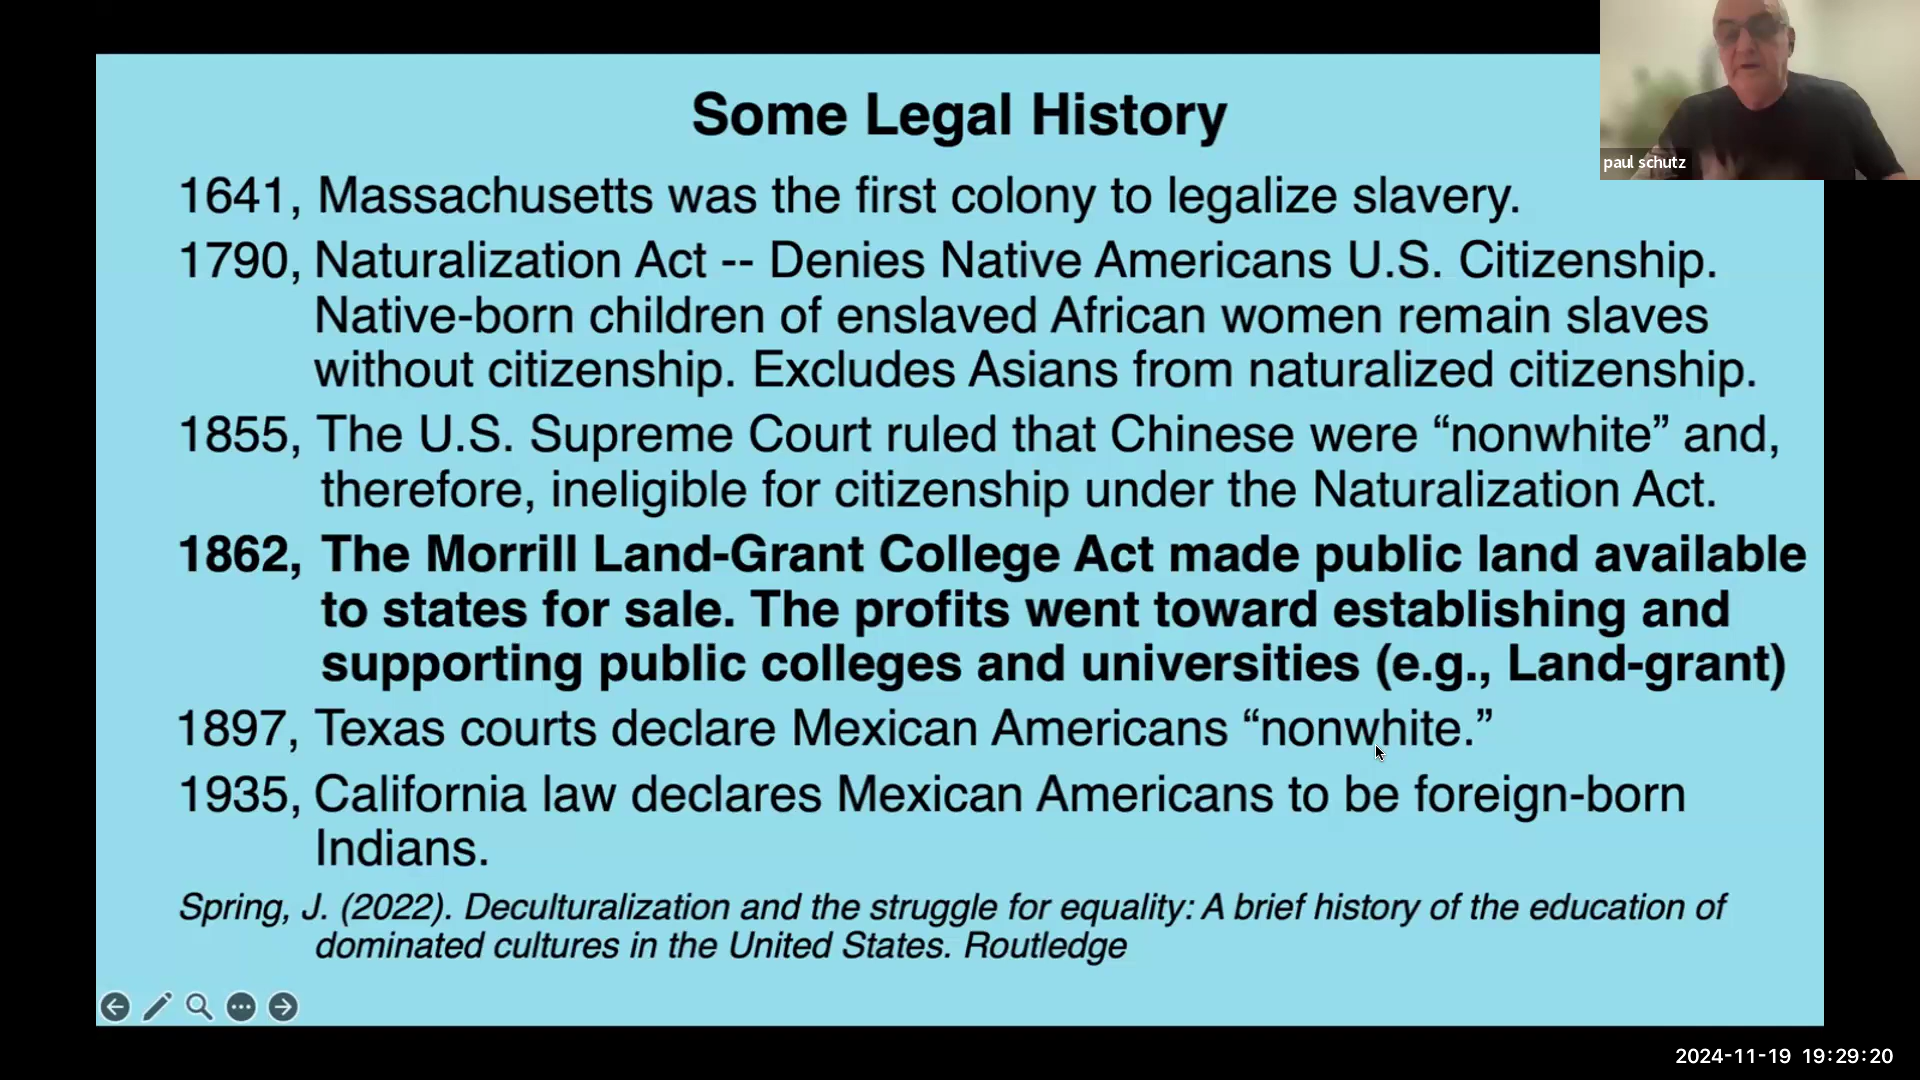 Some Legal History
paul schutz
1641, Massachusetts was the first colony to legalize slavery.
1790, Naturalization Act -- Denies Native Americans U.S. Citizenship.
Native-born children of enslaved African women remain slaves
without citizenship. Excludes Asians from naturalized citizenship.
1855, The U.S. Supreme Court ruled that Chinese were “nonwhite” and,
therefore, ineligible for citizenship under the Naturalization Act.
1862, The Morrill Land-Grant College Act made public land available
to states for sale. The profits went toward establishing and
supporting public colleges and universities (e.g., Land-grant)
1897, Texas courts declare Mexican Americans “nonwhite.”
1935, California law declares Mexican Americans to be foreign-born
Indians.
Spring, J. (2022). Deculturalization and the struggle for equality: A brief history of the education of
dominated cultures in the United States. Routledge
2024-11-19 19:29:20